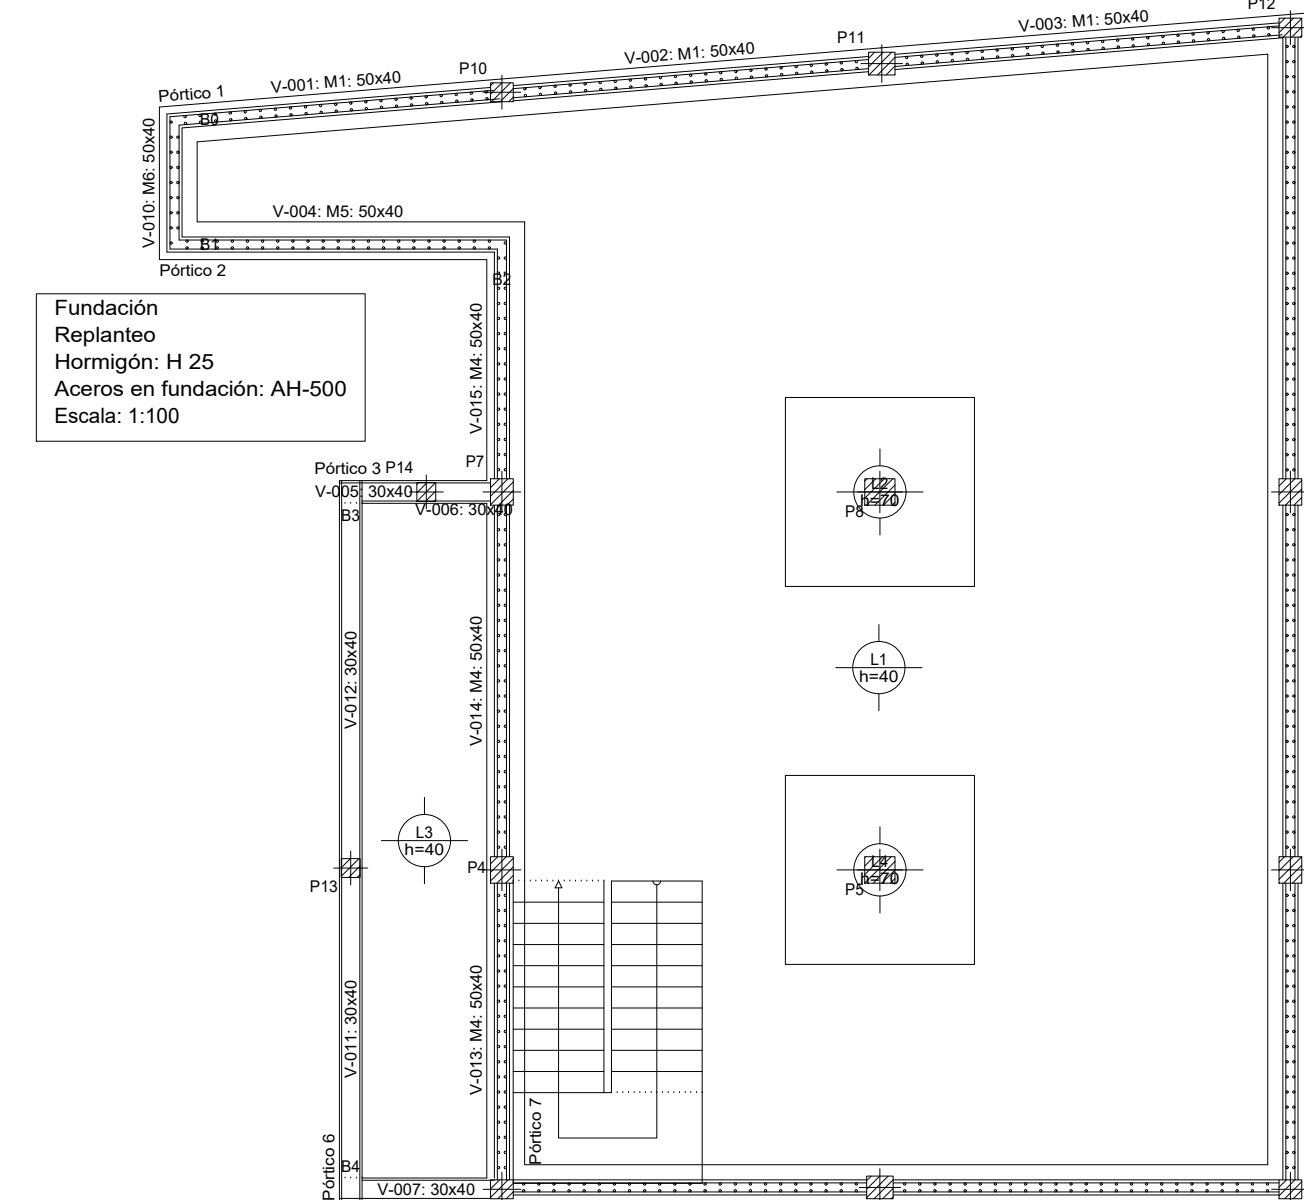 P12
V-003: M1: 50x40
P11
V-002: M1: 50x40
P10
V-001: M1: 50x40
Pórtico 1
B0
V-010: M6: 50x40
V-004: M5: 50x40
B1
Pórtico 2
B2
Fundación
Replanteo
Hormigón: H 25
Aceros en fundación: AH-500
Escala: 1:100
V-015: M4: 50x40
P7
Pórtico 3 P14
V-005: 30x40
V-006: 30x40
B3
L2
h=70
P8
V-012: 30x40
V-014: M4: 50x40
L1
h=40
L3
h=40
P4
P13
L4
h=70
P5
V-011: 30x40
V-013: M4: 50x40
Pórtico 7
Pórtico 6
B4
V-007: 30x40